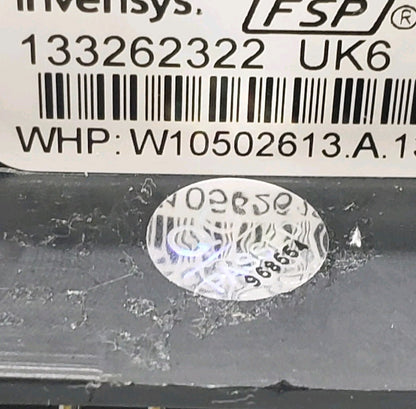 invensys. FSP®
133262322 UK6
WHP: W10502613.A.1